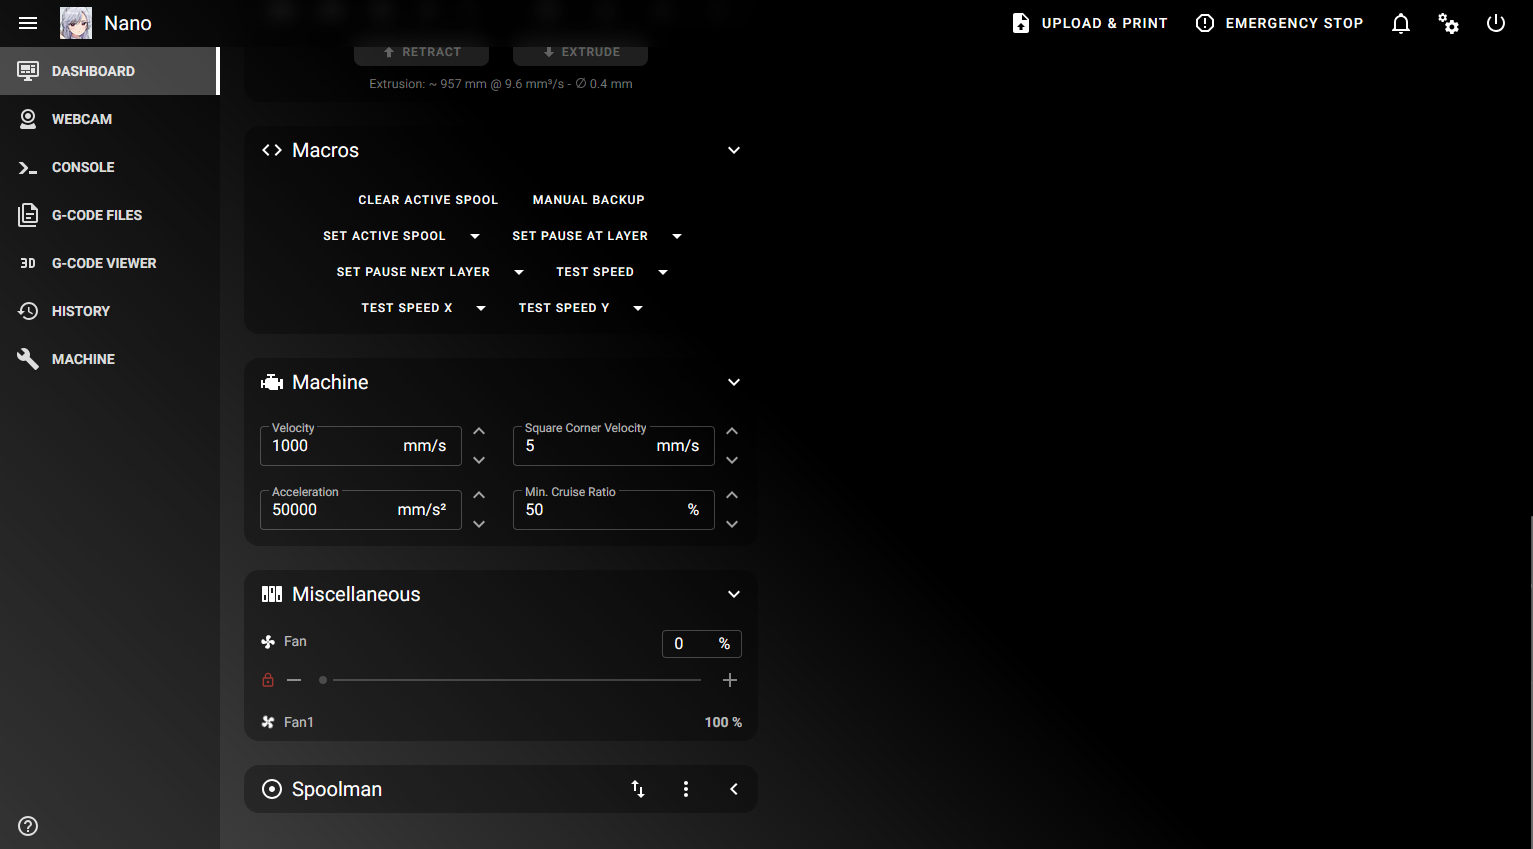 Nano
UPLOAD & PRINT
EMERGENCY STOP
DASHBOARD
WEBCAM
CONSOLE
G-CODE FILES
3D G-CODE VIEWER
HISTORY
MACHINE
RETRACT
EXTRUDE
Extrusion: ~ 957 mm @ 9.6 mm³/s - ∅ 0.4 mm
Macros
CLEAR ACTIVE SPOOL
MANUAL BACKUP
SET ACTIVE SPOOL
SET PAUSE AT LAYER
SET PAUSE NEXT LAYER
TEST SPEED
TEST SPEED X
TEST SPEED Y
Machine
Velocity
1000 mm/s
Square Corner Velocity
5 mm/s
Acceleration
50000 mm/s²
Min. Cruise Ratio
50 %
Miscellaneous
Fan
0 %
Fan1
100 %
Spoolman